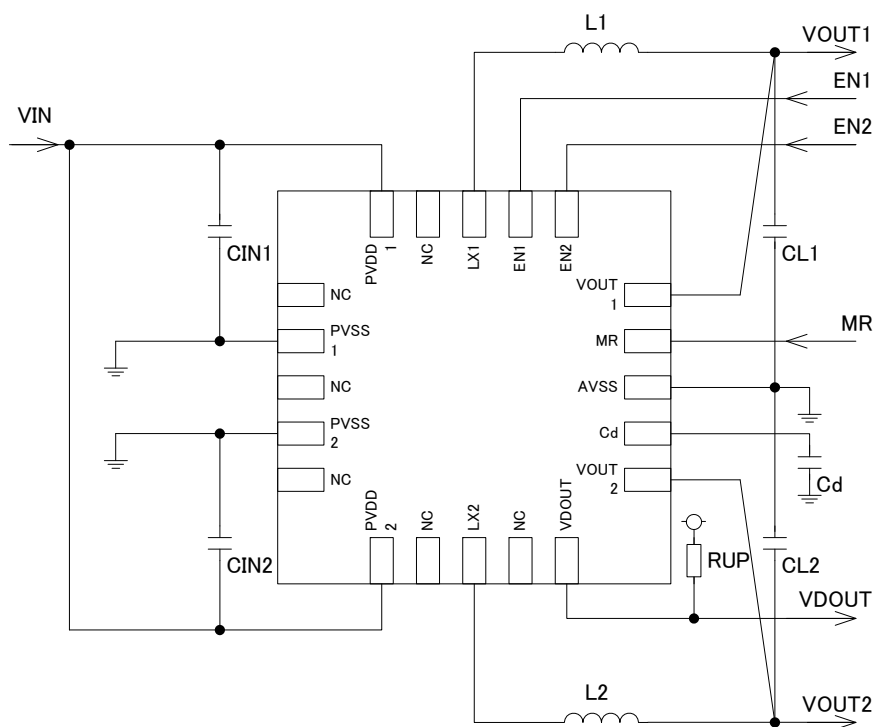 L1
VOUT1
EN1
VIN
EN2
PVDD
1
NC
LX1
EN1
EN2
CIN1
CL1
NC
VOUT
1
PVSS
1
MR
MR
NC
AVSS
PVSS
2
Cd
NC
VOUT
2
Cd
PVDD
2
NC
LX2
NC
VDOUT
CIN2
RUP
CL2
VDOUT
L2
VOUT2